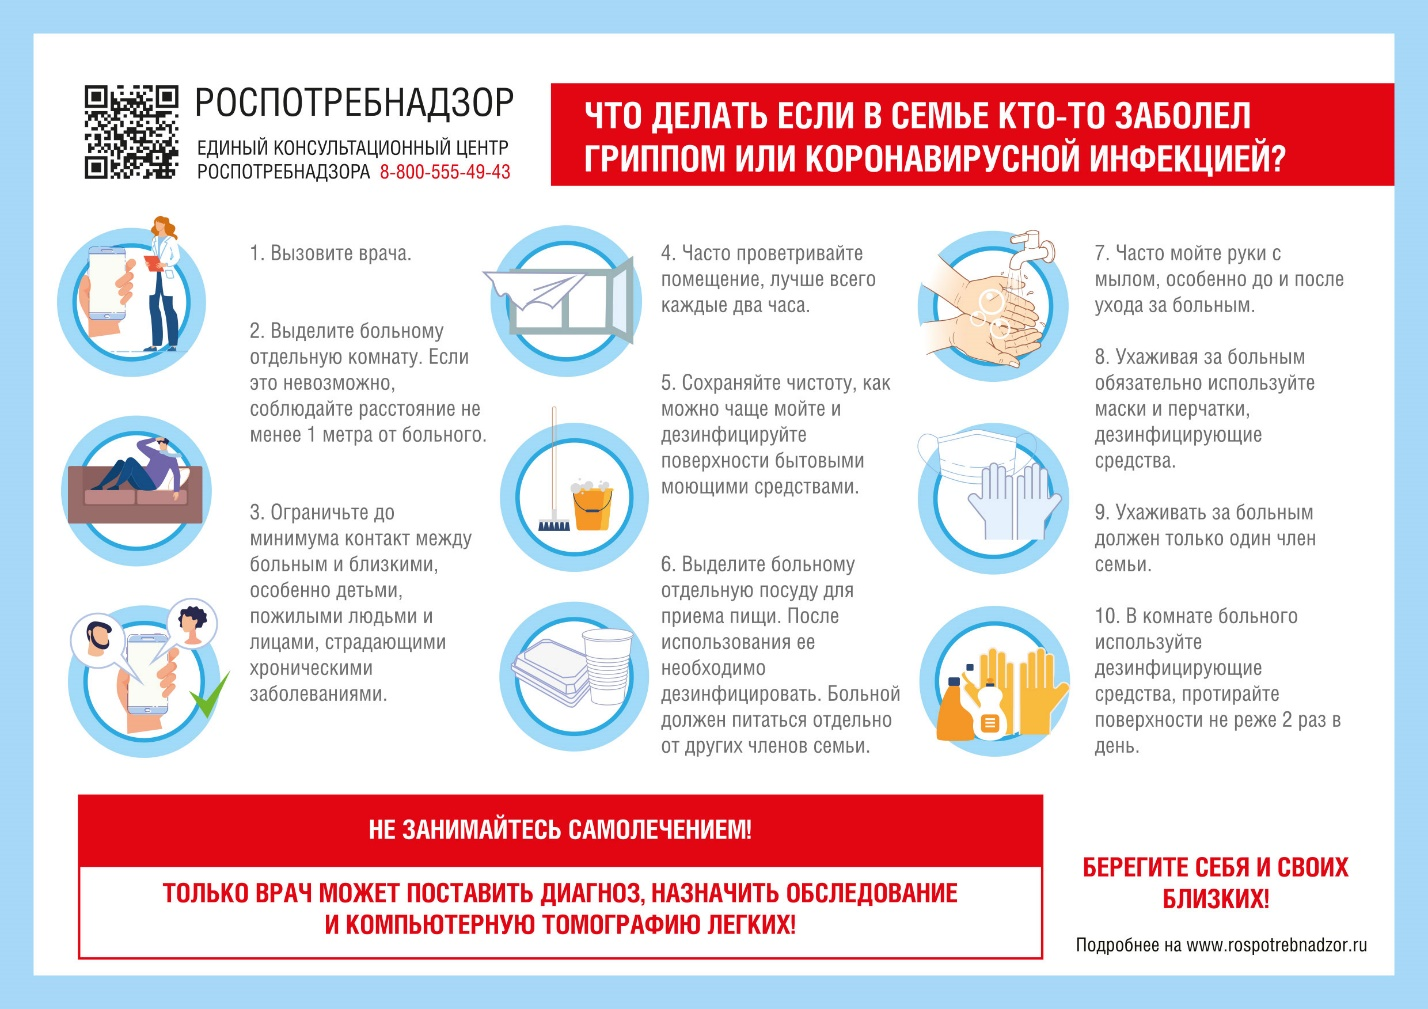 РОСПОТРЕБНАДЗОР
ЕДИНЫЙ КОНСУЛЬТАЦИОННЫЙ ЦЕНТР
РОСПОТРЕБНАДЗОРА 8-800-555-49-43
ЧТО ДЕЛАТЬ ЕСЛИ В СЕМЬЕ КТО-ТО ЗАБОЛЕЛ
ГРИППОМ ИЛИ КОРОНАВИРУСНОЙ ИНФЕКЦИЕЙ?
1. Вызовите врача.
2. Выделите больному
отдельную комнату. Если
это невозможно,
соблюдайте расстояние не
менее 1 метра от больного.
3. Ограничьте до
минимума контакт между
больным и близкими,
особенно детьми,
пожилыми людьми и
лицами, страдающими
хроническими
заболеваниями.
4. Часто проветривайте
помещение, лучше всего
каждые два часа.
5. Сохраняйте чистоту, как
можно чаще мойте и
дезинфицируйте
поверхности бытовыми
моющими средствами.
6. Выделите больному
отдельную посуду для
приема пищи. После
использования ее
необходимо
дезинфицировать. Больной
должен питаться отдельно
от других членов семьи.
7. Часто мойте руки с
мылом, особенно до и после
ухода за больным.
8. Ухаживая за больным
обязательно используйте
маски и перчатки,
дезинфицирующие
средства.
9. Ухаживать за больным
должен только один член
семьи.
10. В комнате больного
используйте
дезинфицирующие
средства, протирайте
поверхности не реже 2 раз в
день.
НЕ ЗАНИМАЙТЕСЬ САМОЛЕЧЕНИЕМ!
ТОЛЬКО ВРАЧ МОЖЕТ ПОСТАВИТЬ ДИАГНОЗ, НАЗНАЧИТЬ ОБСЛЕДОВАНИЕ
И КОМПЬЮТЕРНУЮ ТОМОГРАФИЮ ЛЕГКИХ!
БЕРЕГИТЕ СЕБЯ И СВОИХ
БЛИЗКИХ!
Подробнее на www.rospotrebnadzor.ru